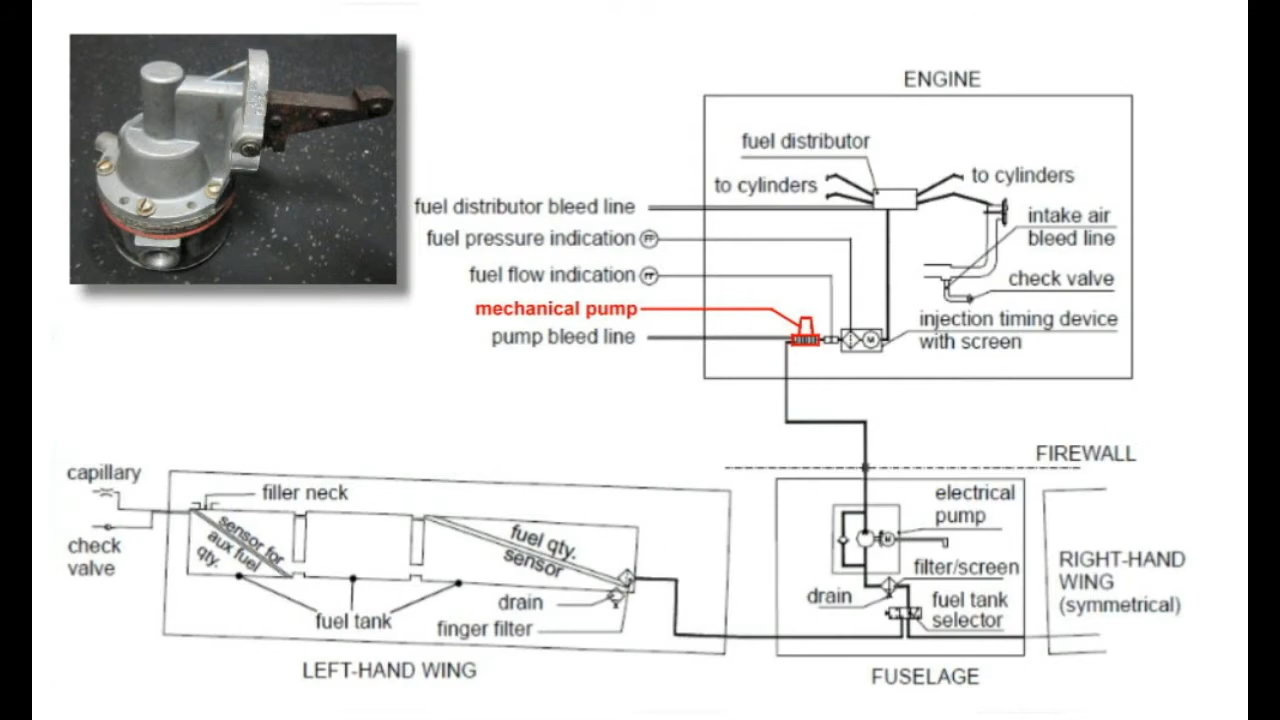 ENGINE
fuel distributor
to cylinders
to cylinders
fuel distributor bleed line
intake air
bleed line
fuel pressure indication
fuel flow indication
check valve
mechanical pump
injection timing device
with screen
pump bleed line
FIREWALL
capillary
filler neck
electrical
pump
sensor for
aux fuel
qty.
fuel qty.
sensor
check
valve
RIGHT-HAND
WING
(symmetrical)
filter/screen
drain
drain
fuel tank
selector
fuel tank
finger filter
LEFT-HAND WING
FUSELAGE